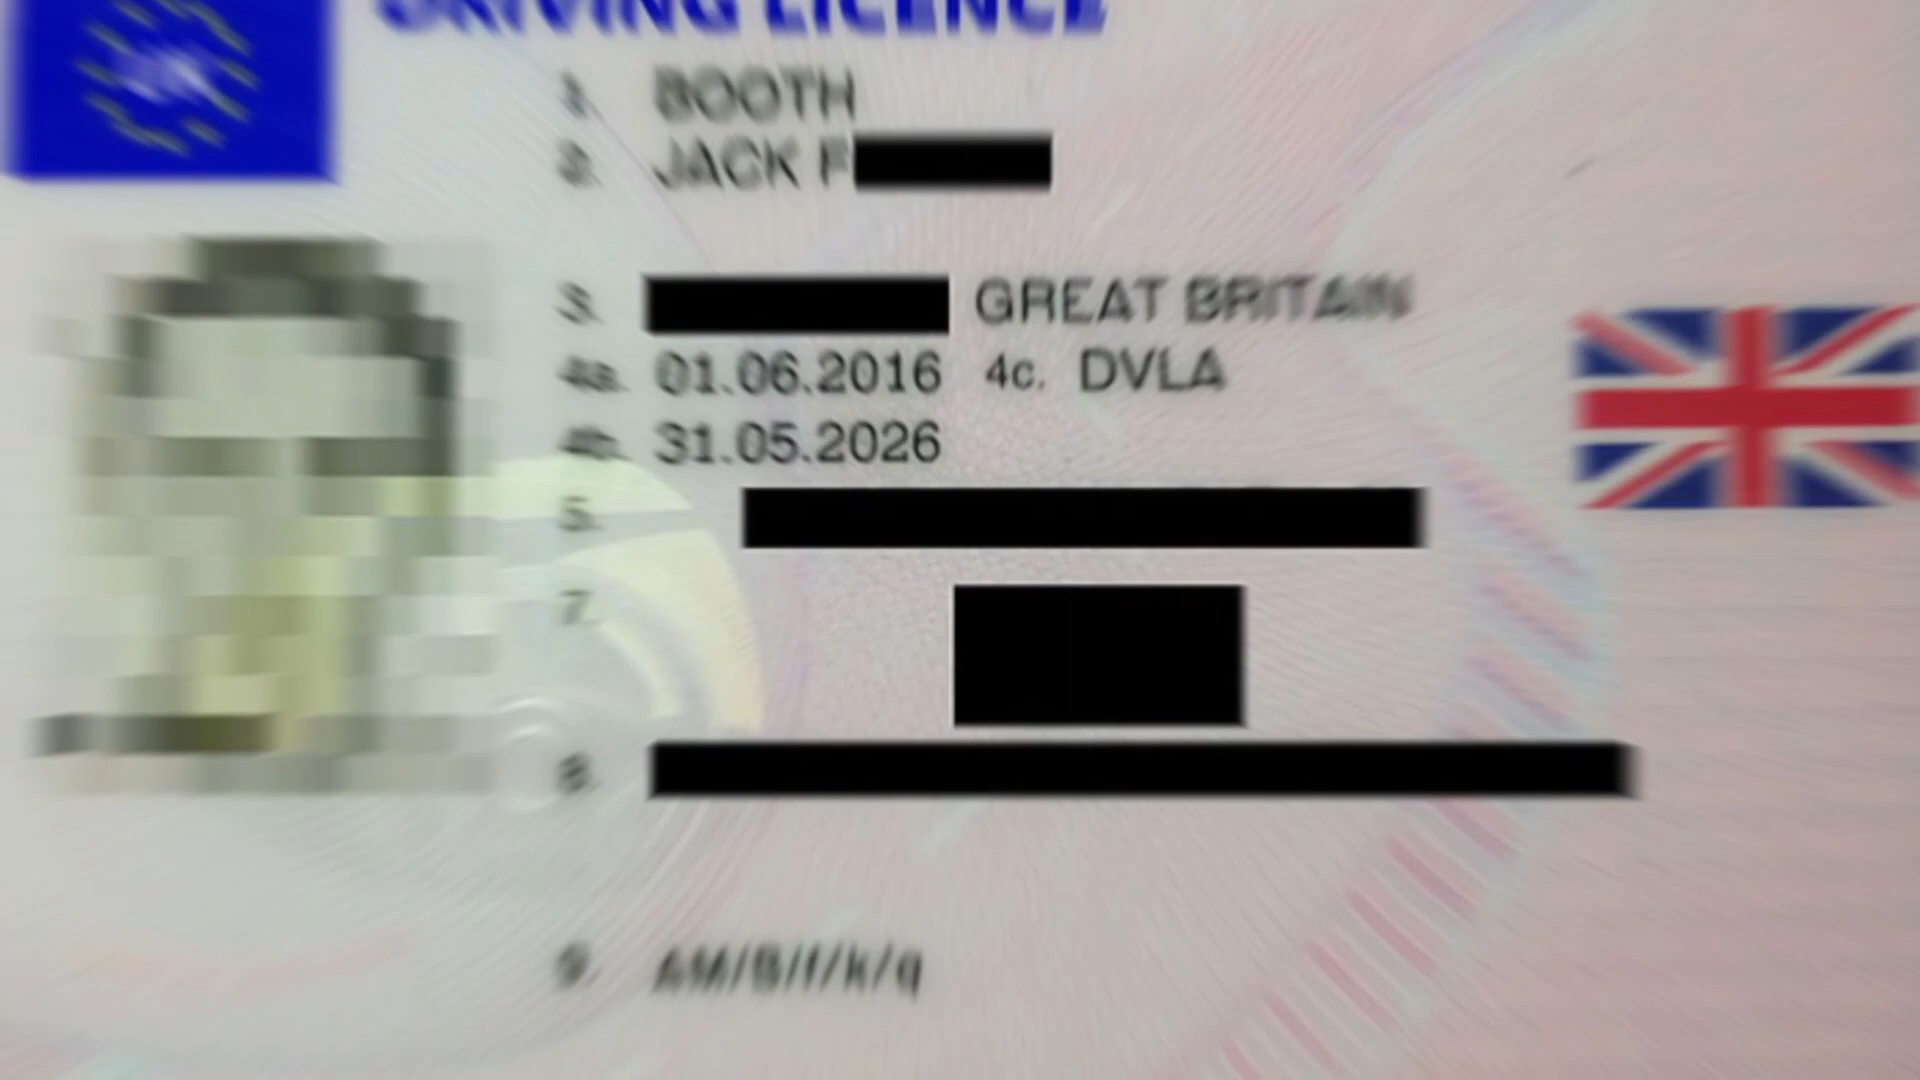 DRIVING LICENCE
1. BOOTH
2. JACK F
3. GREAT BRITAIN
4a. 01.06.2016 4c. DVLA
4b. 31.05.2026
5.
7.
8.
9. AM/B/f/k/q